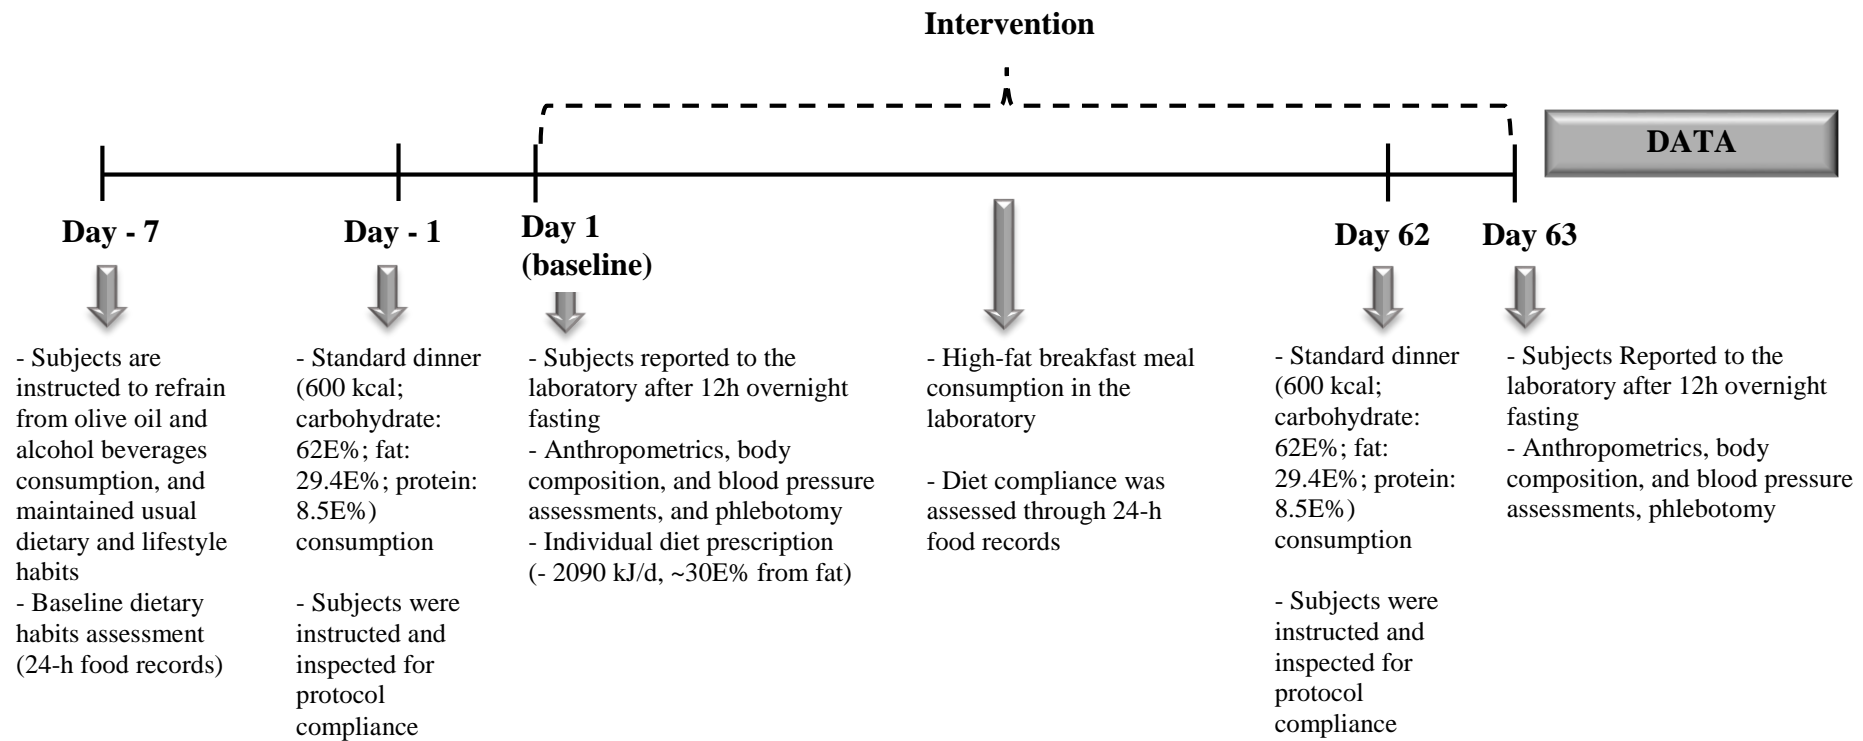 Intervention
DATA
Day - 7
Day - 1
Day 1
(baseline)
Day 62
Day 63
- Subjects are
instructed to refrain
from olive oil and
alcohol beverages
consumption, and
maintained usual
dietary and lifestyle
habits
- Baseline dietary
habits assessment
(24-h food records)
- Standard dinner
(600 kcal;
carbohydrate:
62E%; fat:
29.4E%; protein:
8.5E%)
consumption
- Subjects were
instructed and
inspected for
protocol
compliance
- Subjects reported to the
laboratory after 12h overnight
fasting
- Anthropometrics, body
composition, and blood pressure
assessments, and phlebotomy
- Individual diet prescription
(- 2090 kJ/d, ~30E% from fat)
- High-fat breakfast meal
consumption in the
laboratory
- Diet compliance was
assessed through 24-h
food records
- Standard dinner
(600 kcal;
carbohydrate:
62E%; fat:
29.4E%; protein:
8.5E%)
consumption
- Subjects were
instructed and
inspected for
protocol
compliance
- Subjects Reported to the
laboratory after 12h overnight
fasting
- Anthropometrics, body
composition, and blood pressure
assessments, phlebotomy